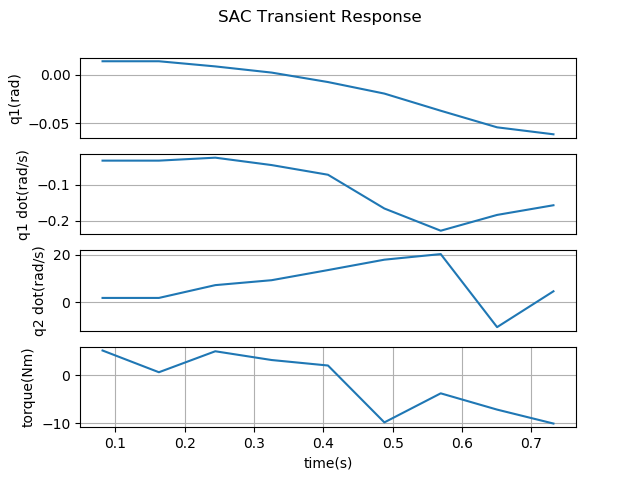 SAC Transient Response
q1(rad)
0.00
−0.05
q1 dot(rad/s)
−0.1
−0.2
q2 dot(rad/s)
20
0
torque(Nm)
0
−10
0.1 0.2 0.3 0.4 0.5 0.6 0.7
time(s)